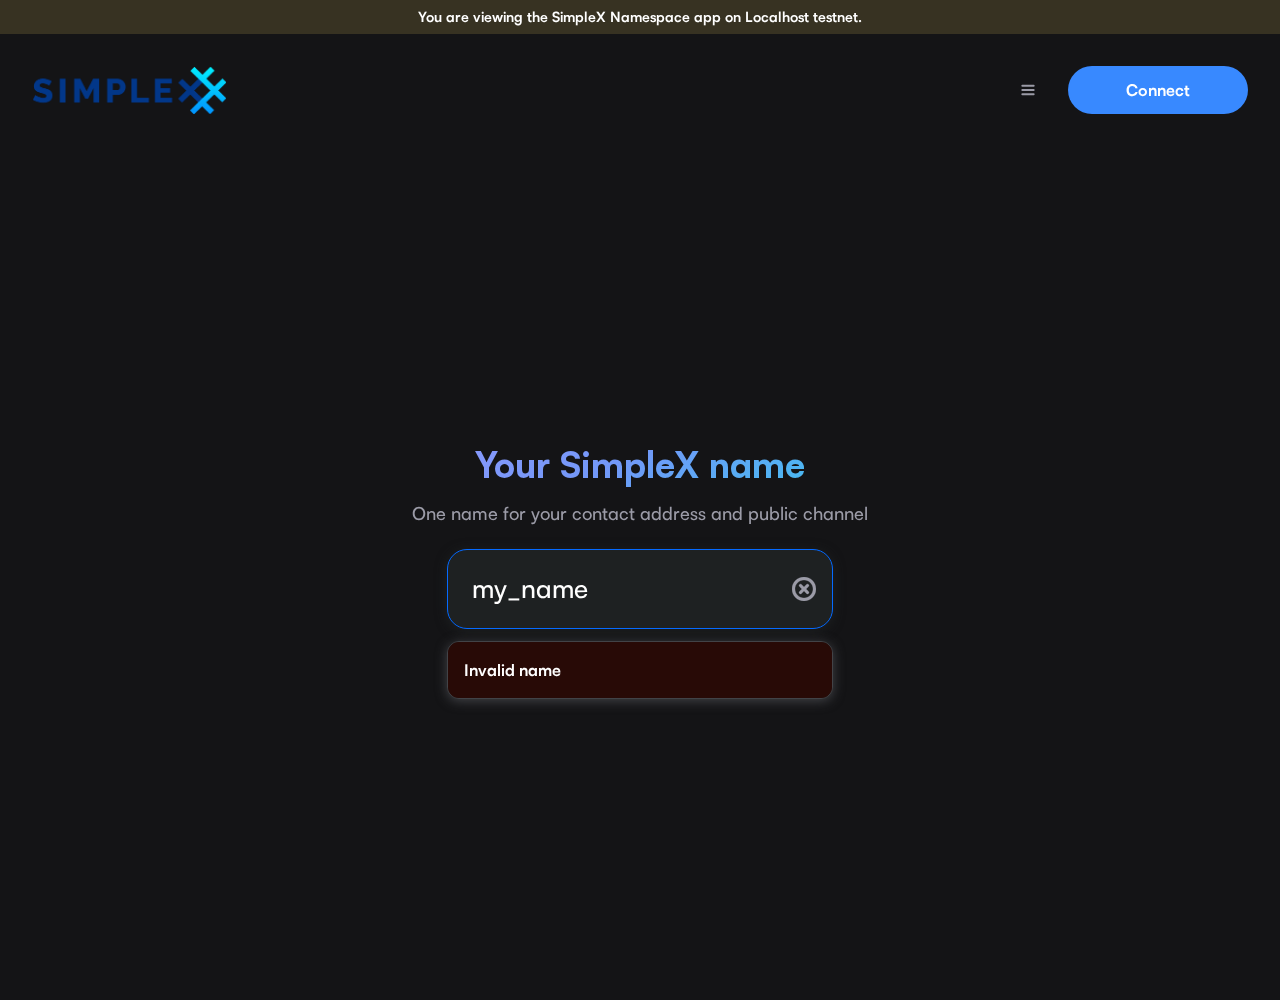 You are viewing the SimpleX Namespace app on Localhost testnet.
SIMPLEX
Connect
Your SimpleX name
One name for your contact address and public channel
my_name
Invalid name